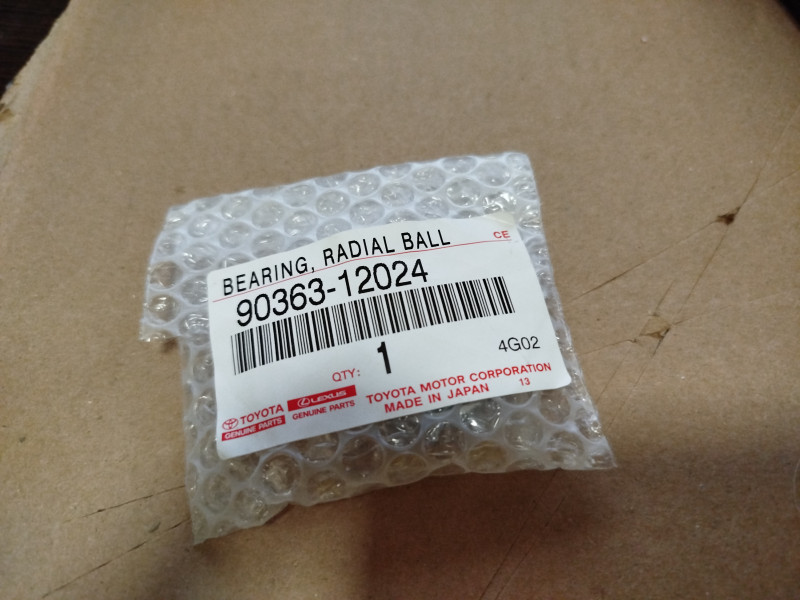 BEARING, RADIAL BALL
CE
90363-12024
QTY: 1
4G02
TOYOTA
GENUINE PARTS
LEXUS
GENUINE PARTS
TOYOTA MOTOR CORPORATION
MADE IN JAPAN 13